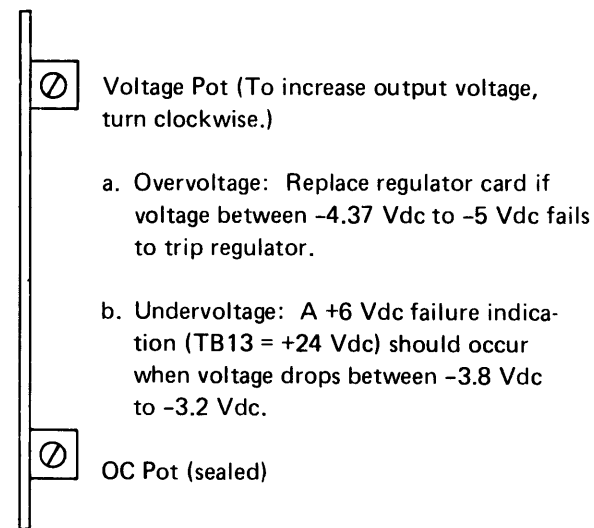 Voltage Pot (To increase output voltage,
turn clockwise.)
a. Overvoltage: Replace regulator card if
voltage between –4.37 Vdc to –5 Vdc fails
to trip regulator.
b. Undervoltage: A +6 Vdc failure indica-
tion (TB13 = +24 Vdc) should occur
when voltage drops between –3.8 Vdc
to –3.2 Vdc.
OC Pot (sealed)